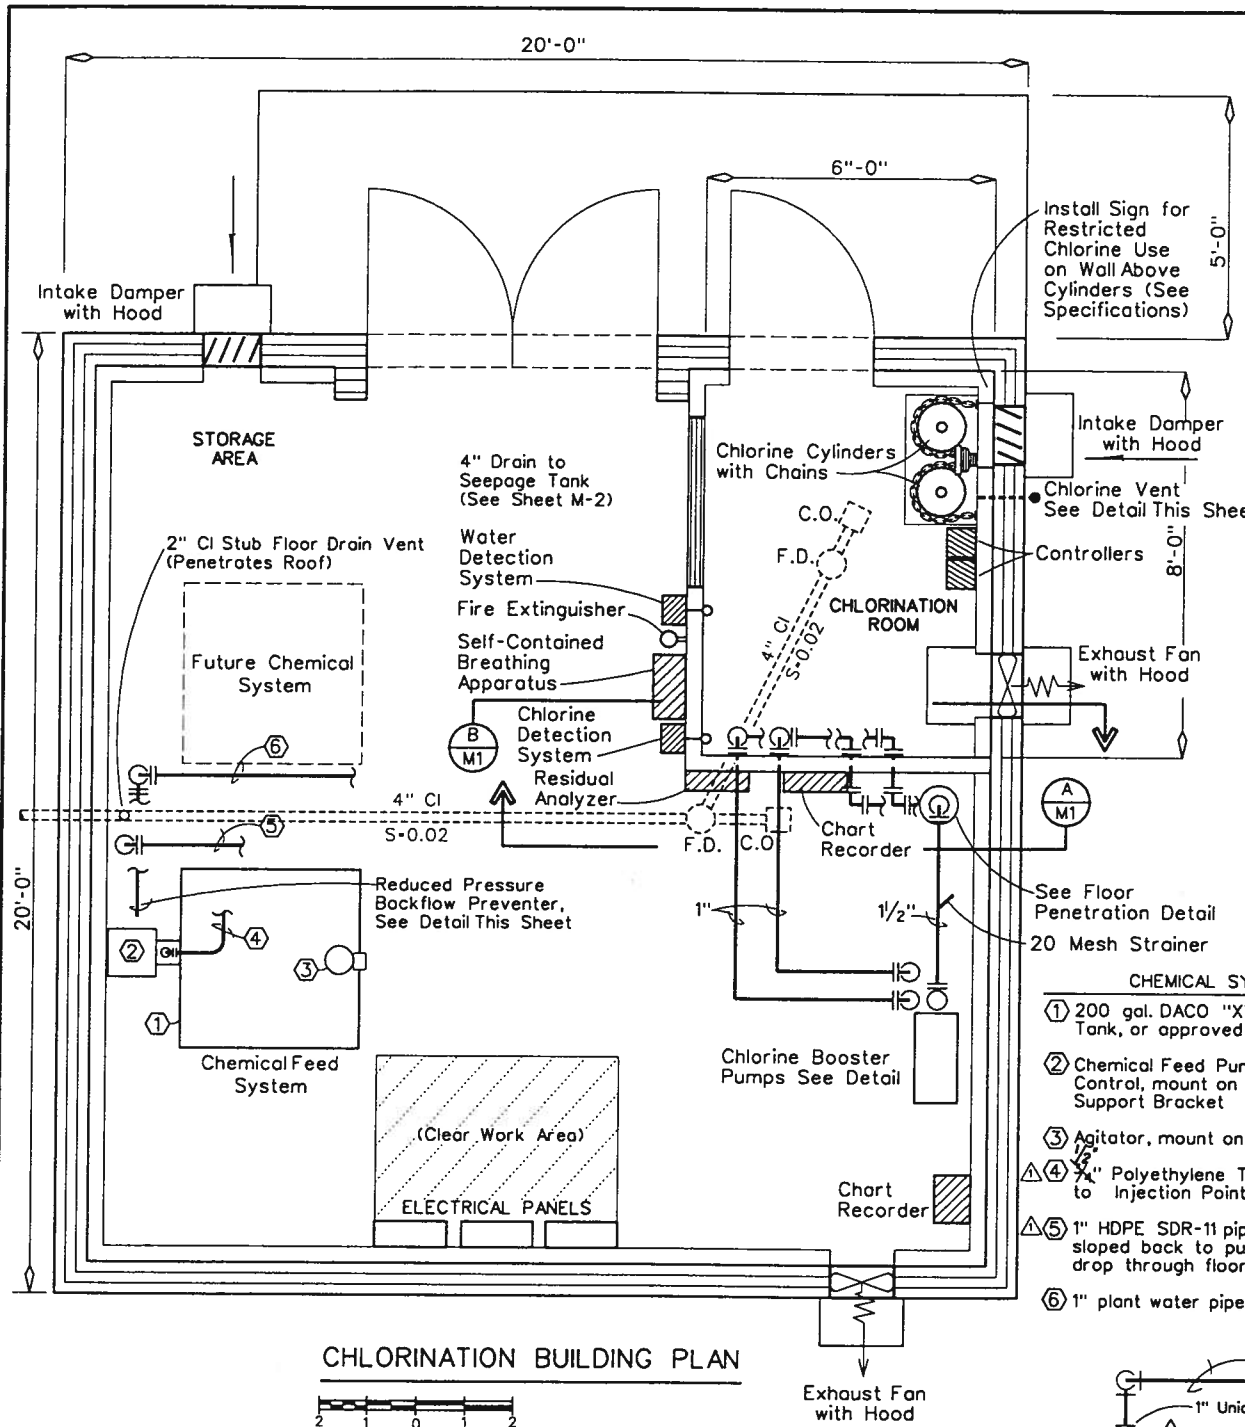 20'-0"
6"-0"
5'-0"
Install Sign for
Restricted
Chlorine Use
on Wall Above
Cylinders (See
Specifications)
Intake Damper
with Hood
STORAGE
AREA
4" Drain to
Seepage Tank
(See Sheet M-2)
Chlorine Cylinders
with Chains
Intake Damper
with Hood
Chlorine Vent
See Detail This Shee
C.O.
F.D.
Controllers
8'-0"
2" CI Stub Floor Drain Vent
(Penetrates Roof)
Water
Detection
System
Fire Extinguisher
Self-Contained
Breathing
Apparatus
CHLORINATION
ROOM
4" CI
S-0.02
Future Chemical
System
Exhaust Fan
with Hood
Chlorine
Detection
System
B
M1
Residual
Analyzer
6
4" CI
S-0.02
5
F.D.
C.O
Chart
Recorder
A
M1
20'-0"
Reduced Pressure
Backflow Preventer,
See Detail This Sheet
See Floor
Penetration Detail
20 Mesh Strainer
1"
1½"
2
4
3
1
Chemical Feed
System
Chlorine Booster
Pumps See Detail
(Clear Work Area)
ELECTRICAL PANELS
Chart
Recorder
CHEMICAL SY
1 200 gal. DACO "X
Tank, or approved
2 Chemical Feed Pum
Control, mount on
Support Bracket
3 Agitator, mount on
1/2"
1 4 " Polyethylene T
to Injection Point
1 5 1" HDPE SDR-11 pip
sloped back to pu
drop through floor
6 1" plant water pipe
CHLORINATION BUILDING PLAN
2 1 0 1 2
Exhaust Fan
with Hood
1" Unio